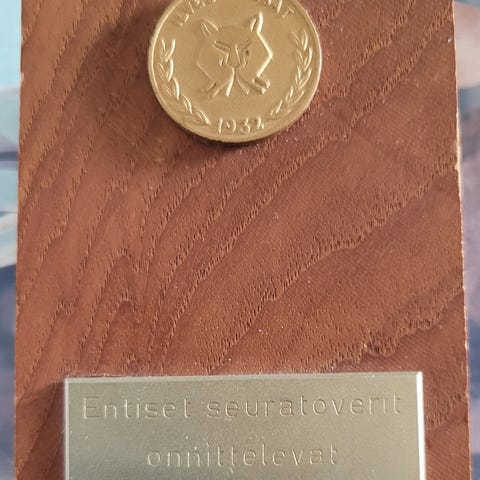 1932
Entiset seuratoverit
onnittelevat